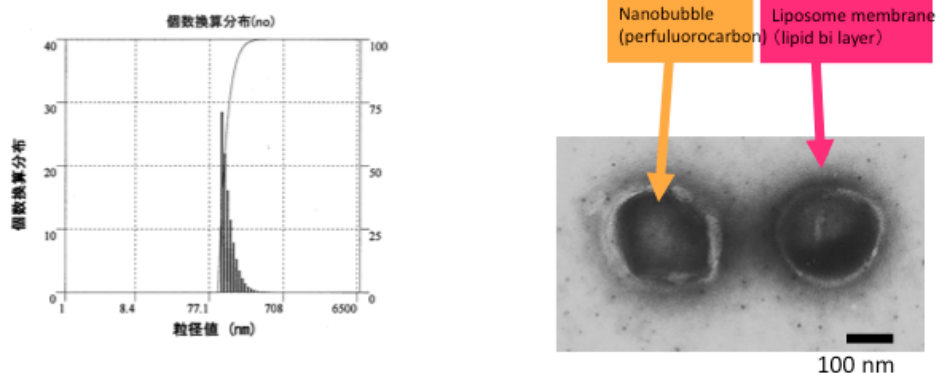 個数換算分布(no)
40
30
20
10
0
100
75
50
25
0
個数換算分布
1
8.4
77.1
708
6500
粒径値 (nm)
Nanobubble
(perfuluorocarbon)
Liposome membrane
(lipid bi layer)
100 nm